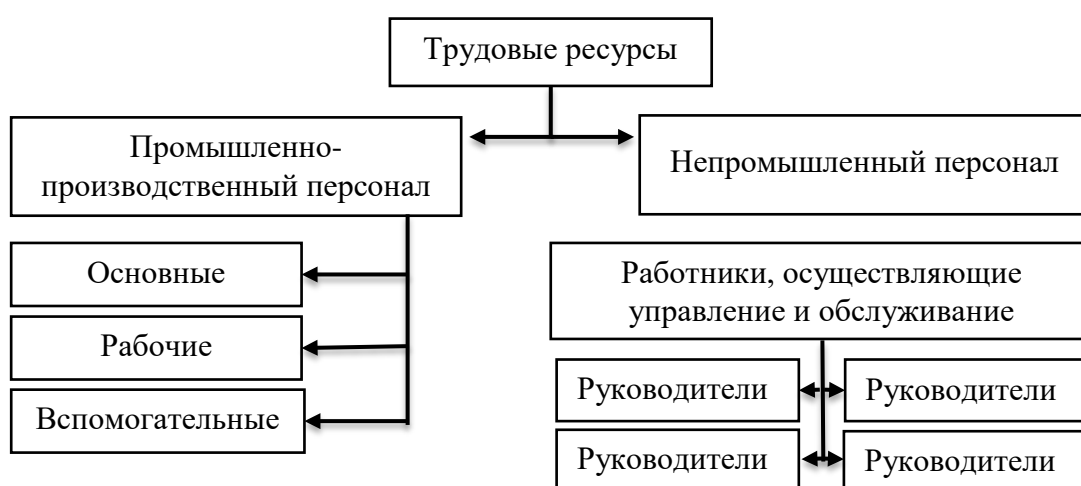 Трудовые ресурсы
Промышленно-
производственный персонал
Непромышленный персонал
Основные
Рабочие
Вспомогательные
Работники, осуществляющие
управление и обслуживание
Руководители
Руководители
Руководители
Руководители